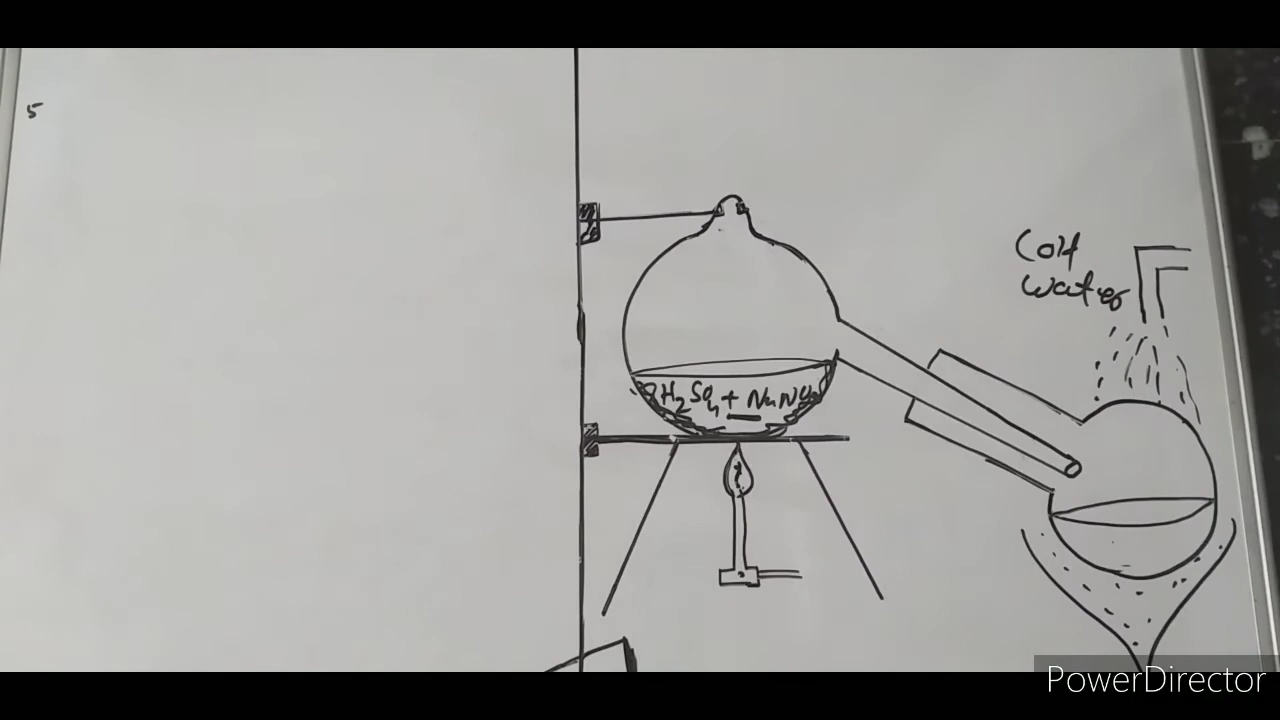 5
Cold
water
H₂SO₄ + NaNO₃
PowerDirector